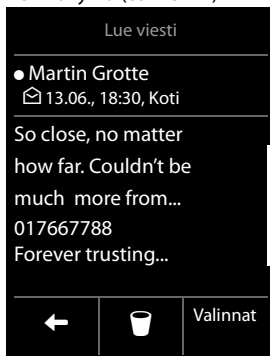 Lue viesti
Martin Grotte
13.06., 18:30, Koti
So close, no matter
how far. Couldn't be
much more from...
017667788
Forever trusting...
Valinnat